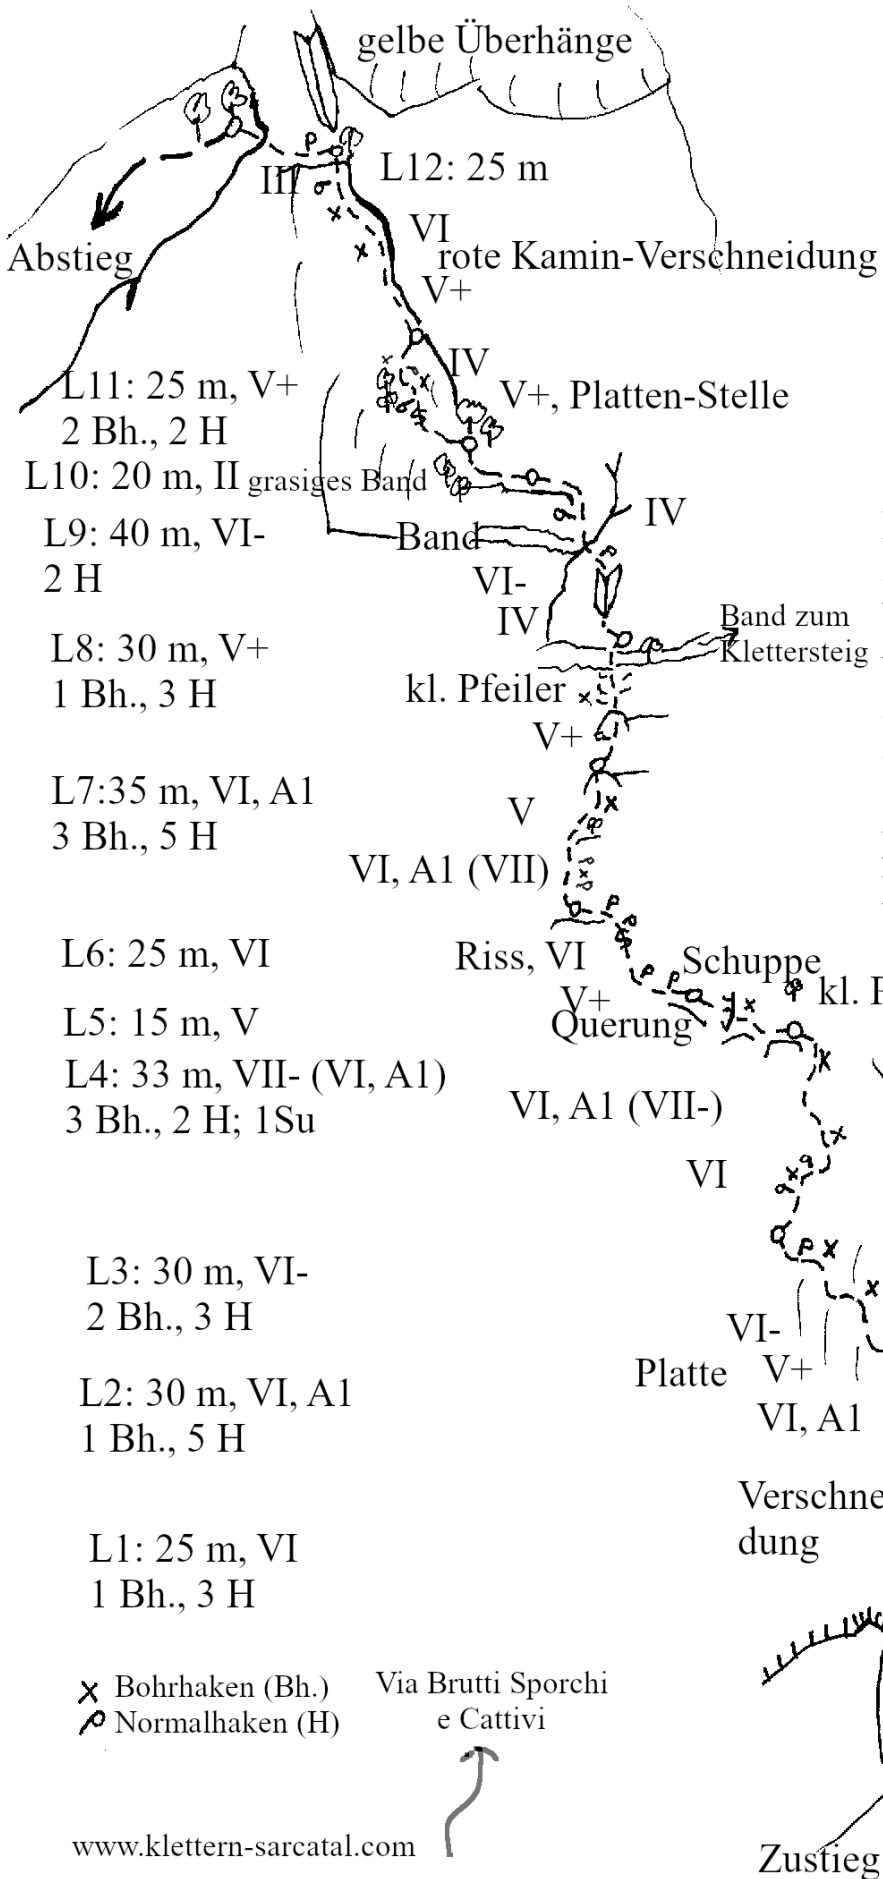 gelbe Überhänge
III
L12: 25 m
VI
rote Kamin-Verschneidung
Abstieg
V+
IV
L11: 25 m, V+
2 Bh., 2 H
V+, Platten-Stelle
L10: 20 m, II grasiges Band
L9: 40 m, VI-
2 H
IV
Band
VI-
IV
Band zum
Klettersteig
L8: 30 m, V+
1 Bh., 3 H
kl. Pfeiler
V+
L7:35 m, VI, A1
3 Bh., 5 H
V
VI, A1 (VII)
L6: 25 m, VI
Riss, VI
Schuppe
kl.
V+
Querung
L5: 15 m, V
L4: 33 m, VII- (VI, A1)
3 Bh., 2 H; 1Su
VI, A1 (VII-)
VI
L3: 30 m, VI-
2 Bh., 3 H
VI-
Platte V+
L2: 30 m, VI, A1
1 Bh., 5 H
VI, A1
Verschne
dung
L1: 25 m, VI
1 Bh., 3 H
Bohrhaken (Bh.)
Normalhaken (H)
Via Brutti Sporchi
e Cattivi
www.klettern-sarcatal.com
Zustieg